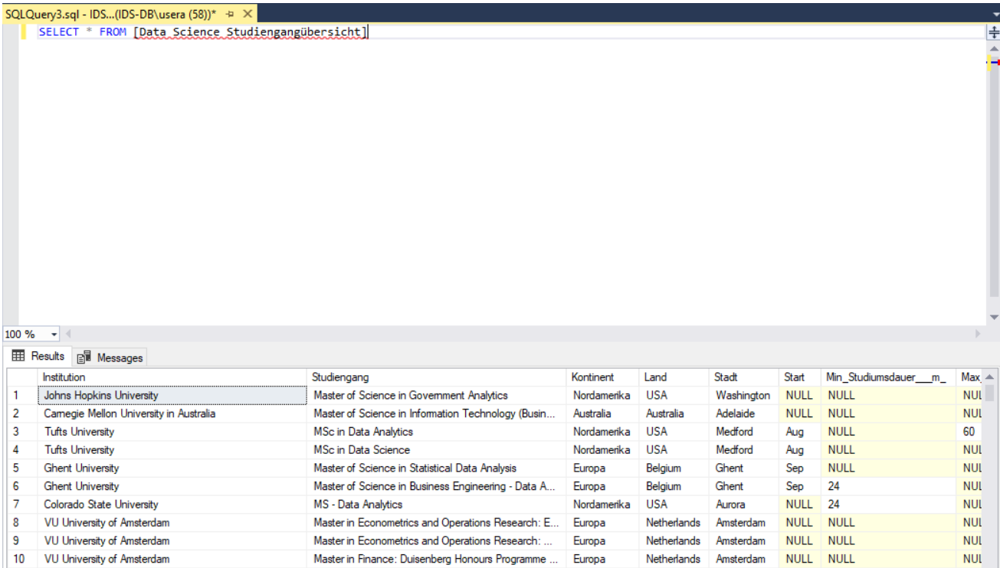 SQLQuery3.sql - IDS...(IDS-DB\usera (58))*
SELECT * FROM [Data Science Studiengangübersicht]
100 %
Results Messages
Institution Studiengang Kontinent Land Stadt Start Min_Studiumsdauer___m_ Max_
1 Johns Hopkins University Master of Science in Government Analytics Nordamerika USA Washington NULL NULL NUL
2 Carnegie Mellon University in Australia Master of Science in Information Technology (Busin... Australia Australia Adelaide NULL NULL NUL
3 Tufts University MSc in Data Analytics Nordamerika USA Medford Aug NULL 60
4 Tufts University MSc in Data Science Nordamerika USA Medford Aug NULL NUL
5 Ghent University Master of Science in Statistical Data Analysis Europa Belgium Ghent Sep NULL NUL
6 Ghent University Master of Science in Business Engineering - Data A... Europa Belgium Ghent Sep 24 NUL
7 Colorado State University MS - Data Analytics Nordamerika USA Aurora NULL 24 NUL
8 VU University of Amsterdam Master in Econometrics and Operations Research: E... Europa Netherlands Amsterdam NULL NULL NUL
9 VU University of Amsterdam Master in Econometrics and Operations Research: ... Europa Netherlands Amsterdam NULL NULL NUL
10 VU University of Amsterdam Master in Finance: Duisenberg Honours Programme ... Europa Netherlands Amsterdam NULL NULL NUL